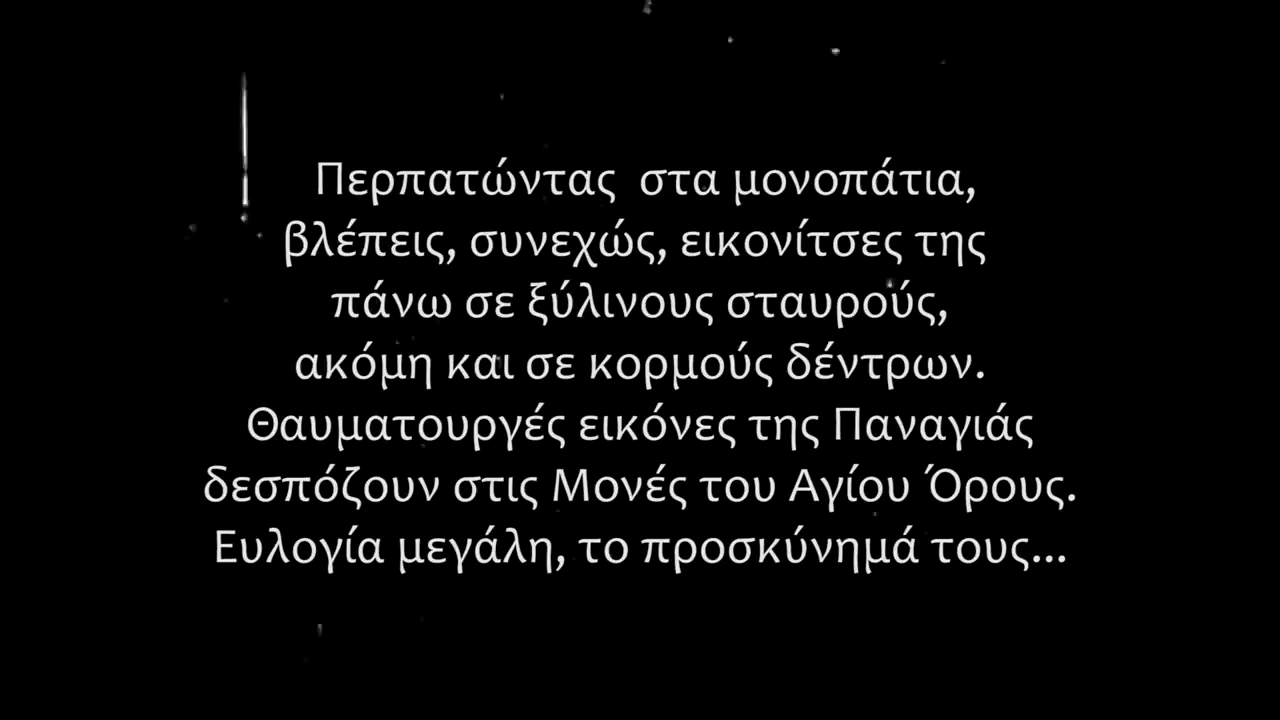 Περπατώντας στα μονοπάτια,
βλέπεις, συνεχώς, εικονίτσες της
πάνω σε ξύλινους σταυρούς,
ακόμη και σε κορμούς δέντρων.
Θαυματουργές εικόνες της Παναγιάς
δεσπόζουν στις Μονές του Αγίου Όρους.
Ευλογία μεγάλη, το προσκύνημά τους...